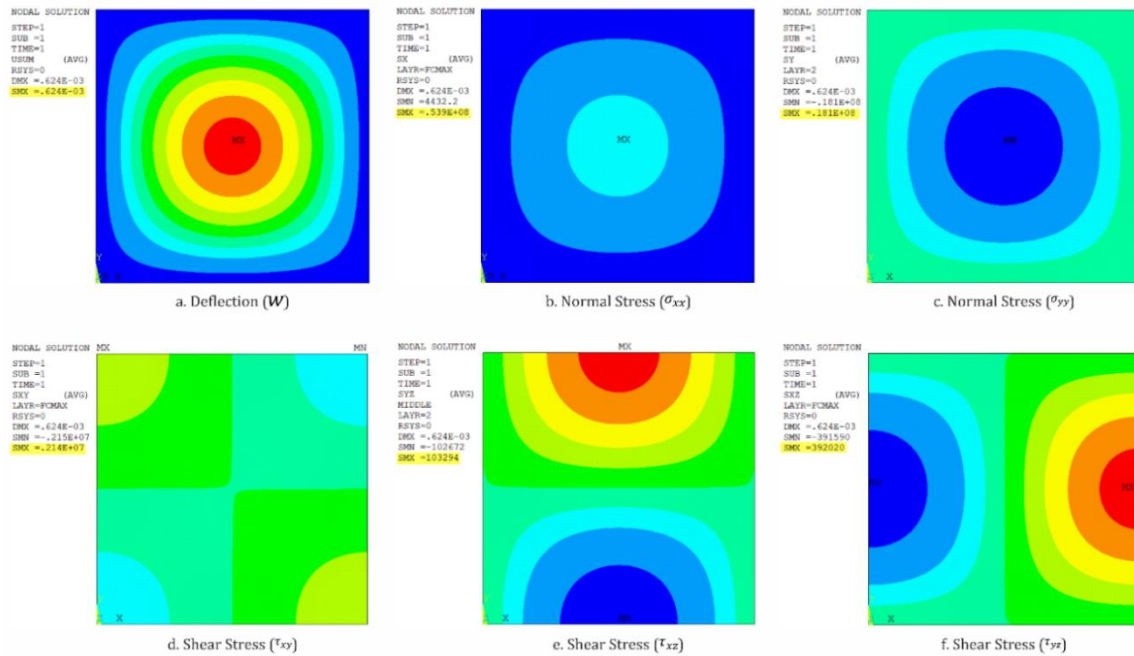 NODAL SOLUTION
STEP=1
SUB =1
TIME=1
USUM (AVG)
RSYS=0
DMX =.624E-03
SMX =.624E-03
MX
Y
X
a. Deflection (W)
NODAL SOLUTION
STEP=1
SUB =1
TIME=1
SX (AVG)
LAYR=FCMAX
RSYS=0
DMX =.624E-03
SMN =4432.2
SMX =.539E+08
MX
Y
X
b. Normal Stress (σxx)
NODAL SOLUTION
STEP=1
SUB =1
TIME=1
SY (AVG)
LAYR=2
RSYS=0
DMX =.624E-03
SMN =-.181E+08
SMX =.181E+08
Y
X
c. Normal Stress (σyy)
NODAL SOLUTION
STEP=1
SUB =1
TIME=1
SXY (AVG)
LAYR=FCMAX
RSYS=0
DMX =.624E-03
SMN =-.215E+07
SMX =.214E+07
MX
MN
Y
X
d. Shear Stress (τxy)
NODAL SOLUTION
STEP=1
SUB =1
TIME=1
SYZ (AVG)
MIDDLE
LAYR=2
RSYS=0
DMX =.624E-03
SMN =-102672
SMX =103294
MX
Y
X
e. Shear Stress (τxz)
NODAL SOLUTION
STEP=1
SUB =1
TIME=1
SXZ (AVG)
LAYR=FCMAX
RSYS=0
DMX =.624E-03
SMN =-391590
SMX =392020
MX
X
f. Shear Stress (τyz)